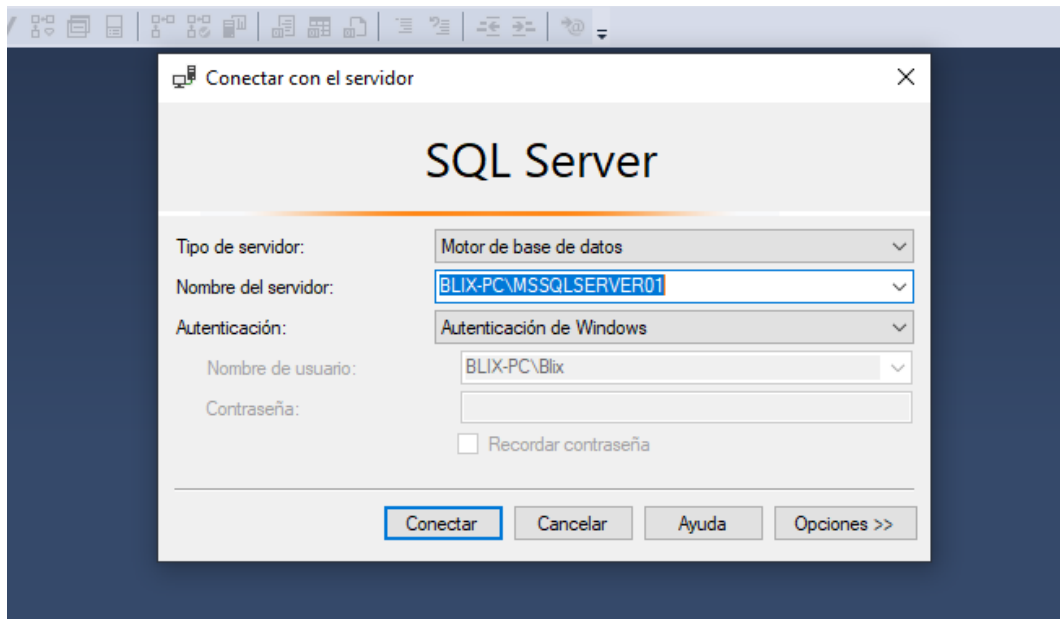 Conectar con el servidor
SQL Server
Tipo de servidor: Motor de base de datos
Nombre del servidor: BLIX-PC\MSSQLSERVER01
Autenticación: Autenticación de Windows
Nombre de usuario: BLIX-PC\Blix
Contraseña:
Recordar contraseña
Conectar Cancelar Ayuda Opciones >>